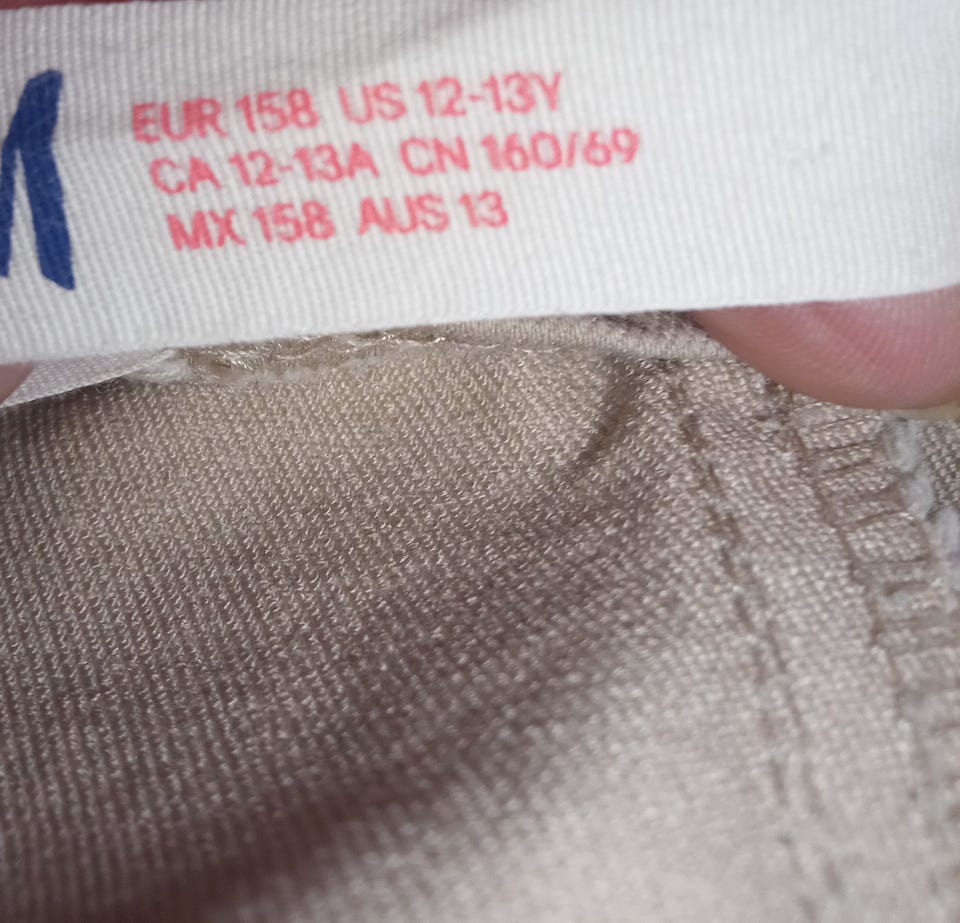 EUR 158 US 12-13Y
CA 12-13A CN 160/69
MX 158 AUS 13